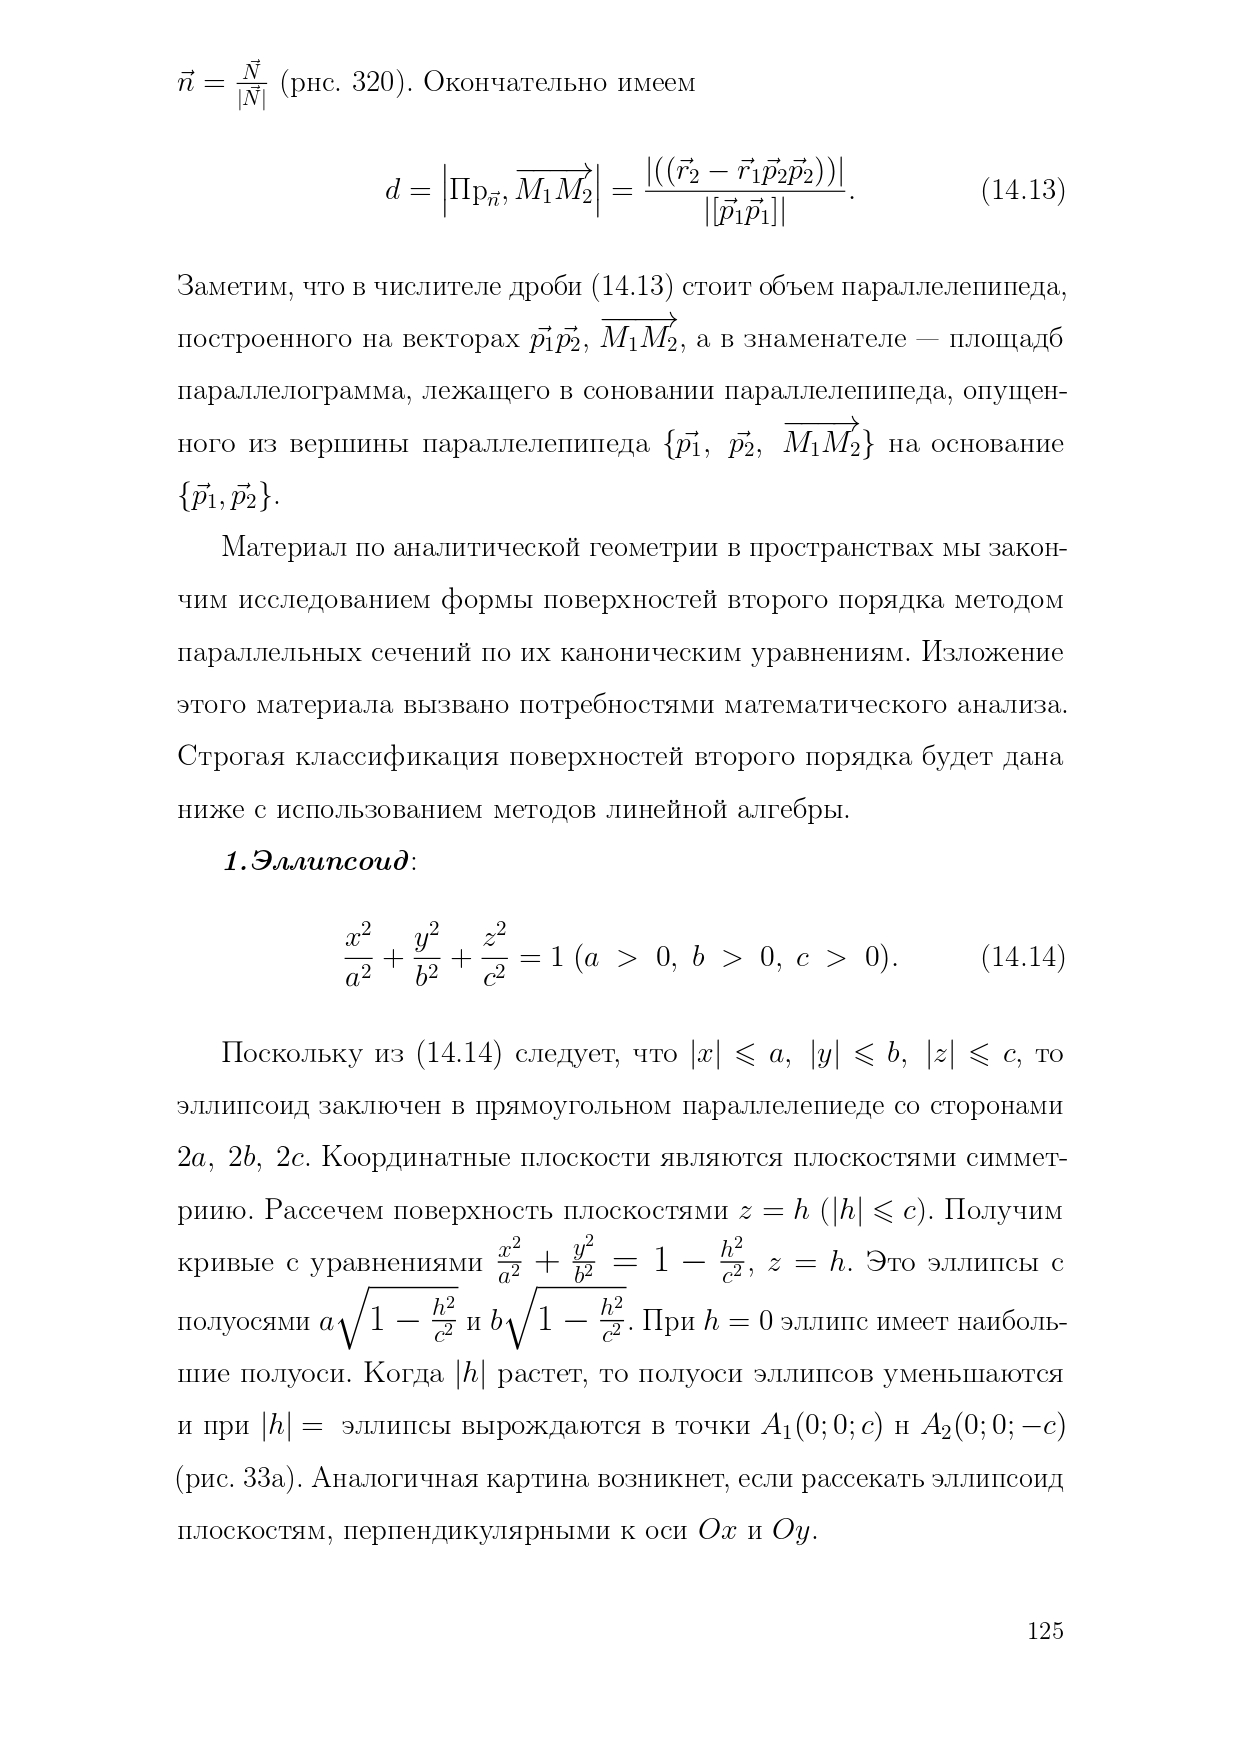 $\vec{n} = \frac{\vec{N}}{|\vec{N}|}$ (рнс. 320). Окончательно имеем
$d = \left|\text{Пр}_{\vec{n}}, \overrightarrow{M_1M_2}\right| = \frac{|((\vec{r}_2 - \vec{r}_1\vec{p}_2\vec{p}_2))|}{|[\vec{p}_1\vec{p}_1]|}.$ (14.13)
Заметим, что в числителе дроби (14.13) стоит объем параллелепипеда,
построенного на векторах $\vec{p_1}\vec{p_2}$, $\overrightarrow{M_1M_2}$, а в знаменателе — площадб
параллелограмма, лежащего в соновании параллелепипеда, опущен-
ного из вершины параллелепипеда $\{\vec{p_1}, \vec{p_2}, \overrightarrow{M_1M_2}\}$ на основание
$\{\vec{p}_1, \vec{p}_2\}$.
Материал по аналитической геометрии в пространствах мы закон-
чим исследованием формы поверхностей второго порядка методом
параллельных сечений по их каноническим уравнениям. Изложение
этого материала вызвано потребностями математического анализа.
Строгая классификация поверхностей второго порядка будет дана
ниже с использованием методов линейной алгебры.
1.Эллипсоид:
$\frac{x^2}{a^2} + \frac{y^2}{b^2} + \frac{z^2}{c^2} = 1 \ (a > 0, \ b > 0, \ c > 0).$ (14.14)
Поскольку из (14.14) следует, что $|x| \leqslant a, \ |y| \leqslant b, \ |z| \leqslant c$, то
эллипсоид заключен в прямоугольном параллелепиеде со сторонами
$2a, \ 2b, \ 2c$. Координатные плоскости являются плоскостями симмет-
риию. Рассечем поверхность плоскостями $z = h$ ($|h| \leqslant c$). Получим
кривые с уравнениями $\frac{x^2}{a^2} + \frac{y^2}{b^2} = 1 - \frac{h^2}{c^2}$, $z = h$. Это эллипсы с
полуосями $a\sqrt{1 - \frac{h^2}{c^2}}$ и $b\sqrt{1 - \frac{h^2}{c^2}}$. При $h = 0$ эллипс имеет наиболь-
шие полуоси. Когда $|h|$ растет, то полуоси эллипсов уменьшаются
и при $|h| =$ эллипсы вырождаются в точки $A_1(0; 0; c)$ н $A_2(0; 0; -c)$
(рис. 33а). Аналогичная картина возникнет, если рассекать эллипсоид
плоскостям, перпендикулярными к оси $Ox$ и $Oy$.
125